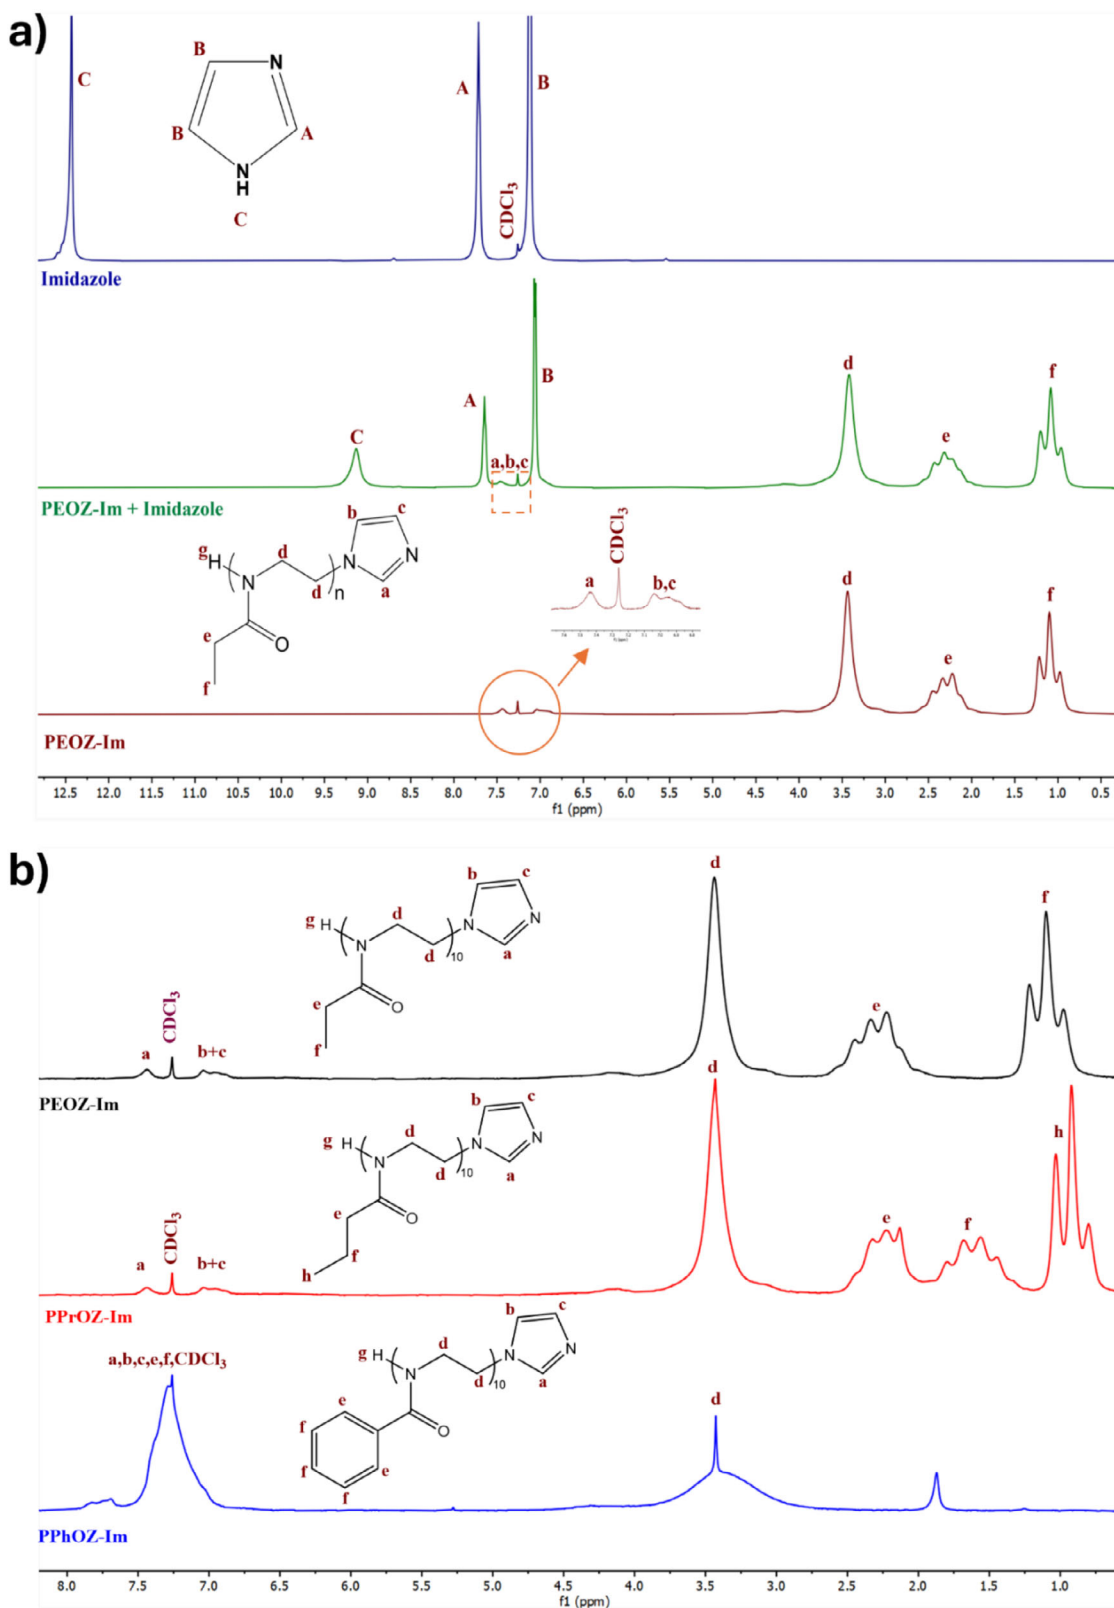 a)
C
B
N
B
A
N
H
C
A
CDCl3
B
Imidazole
C
A
a,b,c
B
d
e
f
PEOZ-Im + Imidazole
g
H
N
d
d
n
N
b
c
N
a
e
O
f
a
CDCl3
b,c
d
e
f
PEOZ-Im
12.5 12.0 11.5 11.0 10.5 10.0 9.5 9.0 8.5 8.0 7.5 7.0 6.5 6.0 5.5 5.0 4.5 4.0 3.5 3.0 2.5 2.0 1.5 1.0 0.5
f1 (ppm)
b)
a
CDCl3
b+c
g
H
N
d
d
10
N
b
c
N
a
e
O
f
d
e
f
PEOZ-Im
a
CDCl3
b+c
g
H
N
d
d
10
N
b
c
N
a
e
O
f
h
d
e
f
h
PPrOZ-Im
a,b,c,e,f,CDCl3
g
H
N
d
d
10
N
b
c
N
a
e
O
f
f
e
f
d
PPhOZ-Im
8.0 7.5 7.0 6.5 6.0 5.5 5.0 4.5 4.0 3.5 3.0 2.5 2.0 1.5 1.0
f1 (ppm)